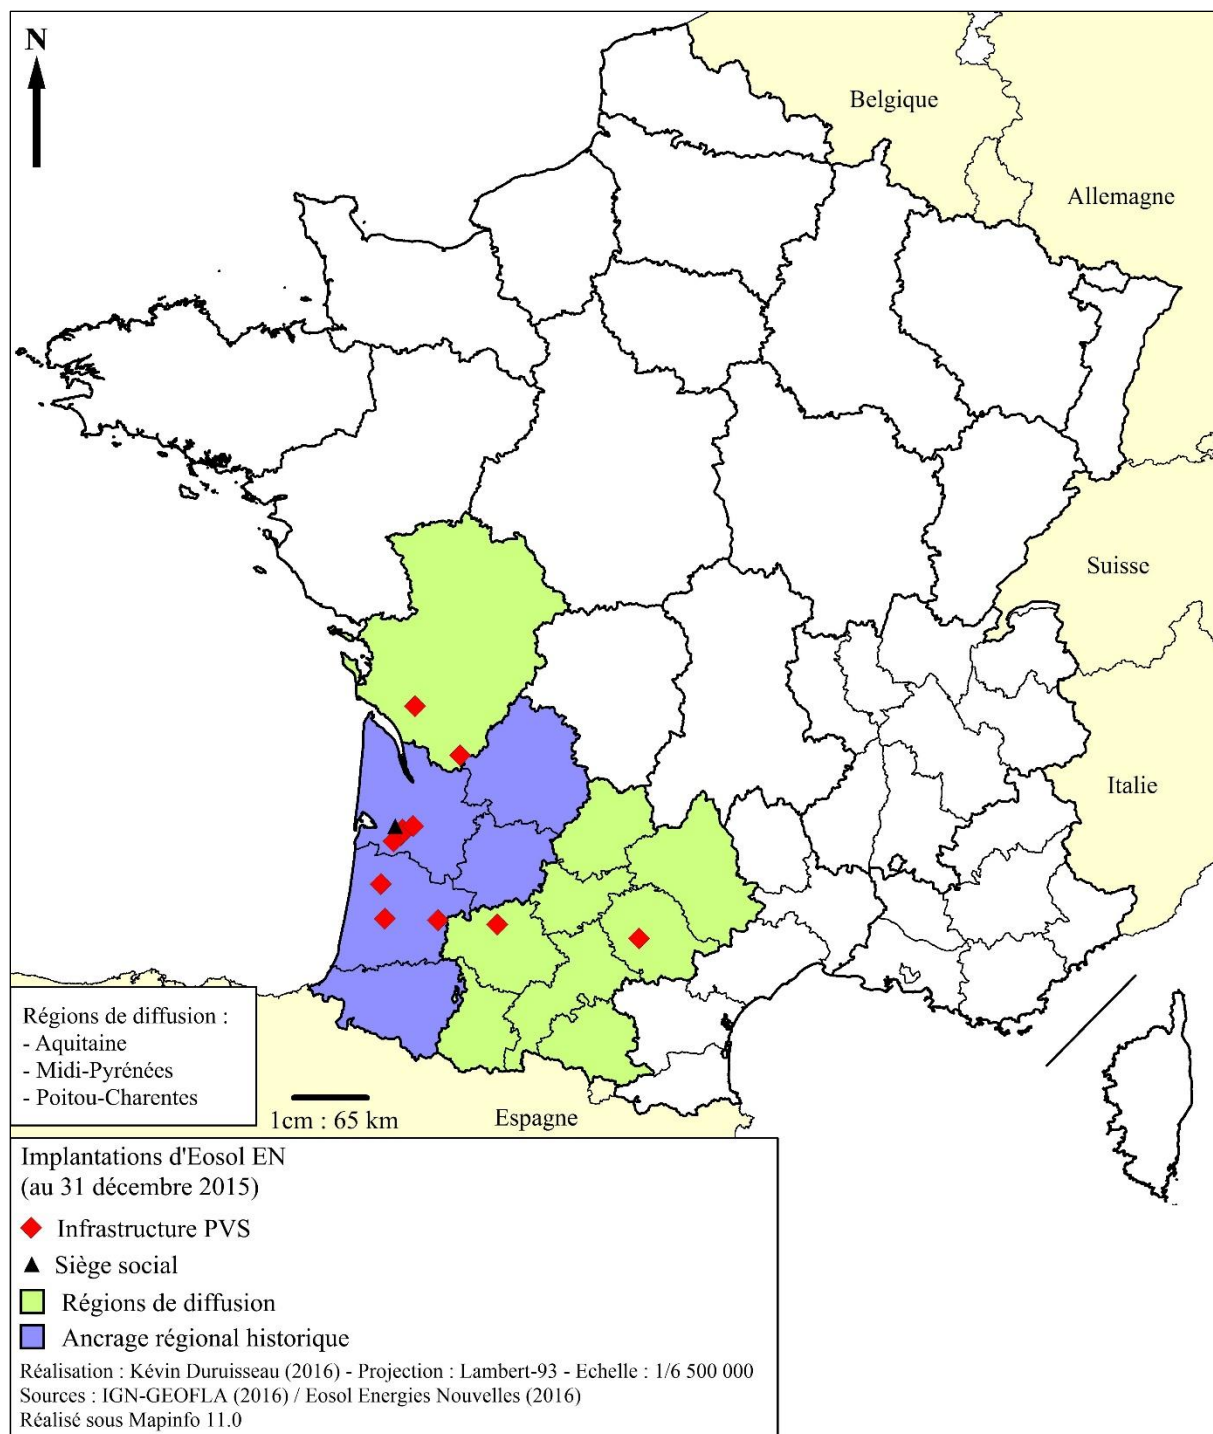 N
Belgique
Allemagne
Suisse
Italie
Régions de diffusion :
- Aquitaine
- Midi-Pyrénées
- Poitou-Charentes
1cm : 65 km
Espagne
Implantations d'Eosol EN
(au 31 décembre 2015)
Infrastructure PVS
Siège social
Régions de diffusion
Ancrage régional historique
Réalisation : Kévin Duruisseau (2016) - Projection : Lambert-93 - Echelle : 1/6 500 000
Sources : IGN-GEOFLA (2016) / Eosol Energies Nouvelles (2016)
Réalisé sous Mapinfo 11.0